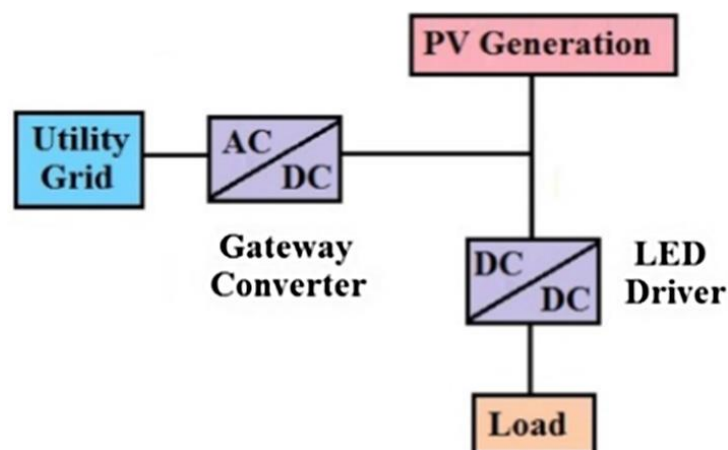 PV Generation
Utility
Grid
AC
DC
Gateway
Converter
DC
DC
LED
Driver
Load